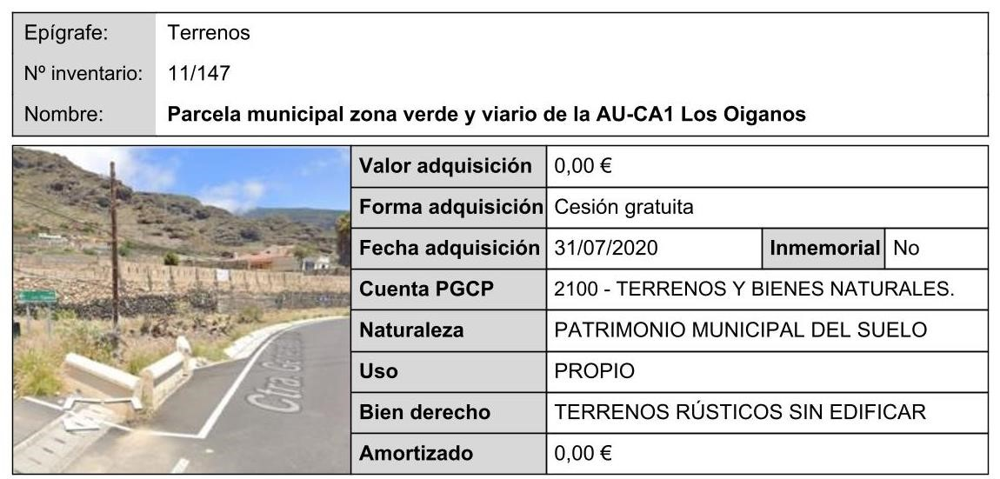 Epígrafe: Terrenos
Nº inventario: 11/147
Nombre: Parcela municipal zona verde y viario de la AU-CA1 Los Oiganos
Valor adquisición 0,00 €
Forma adquisición Cesión gratuita
Fecha adquisición 31/07/2020 Inmemorial No
Cuenta PGCP 2100 - TERRENOS Y BIENES NATURALES.
Naturaleza PATRIMONIO MUNICIPAL DEL SUELO
Uso PROPIO
Bien derecho TERRENOS RÚSTICOS SIN EDIFICAR
Amortizado 0,00 €
Ctra.